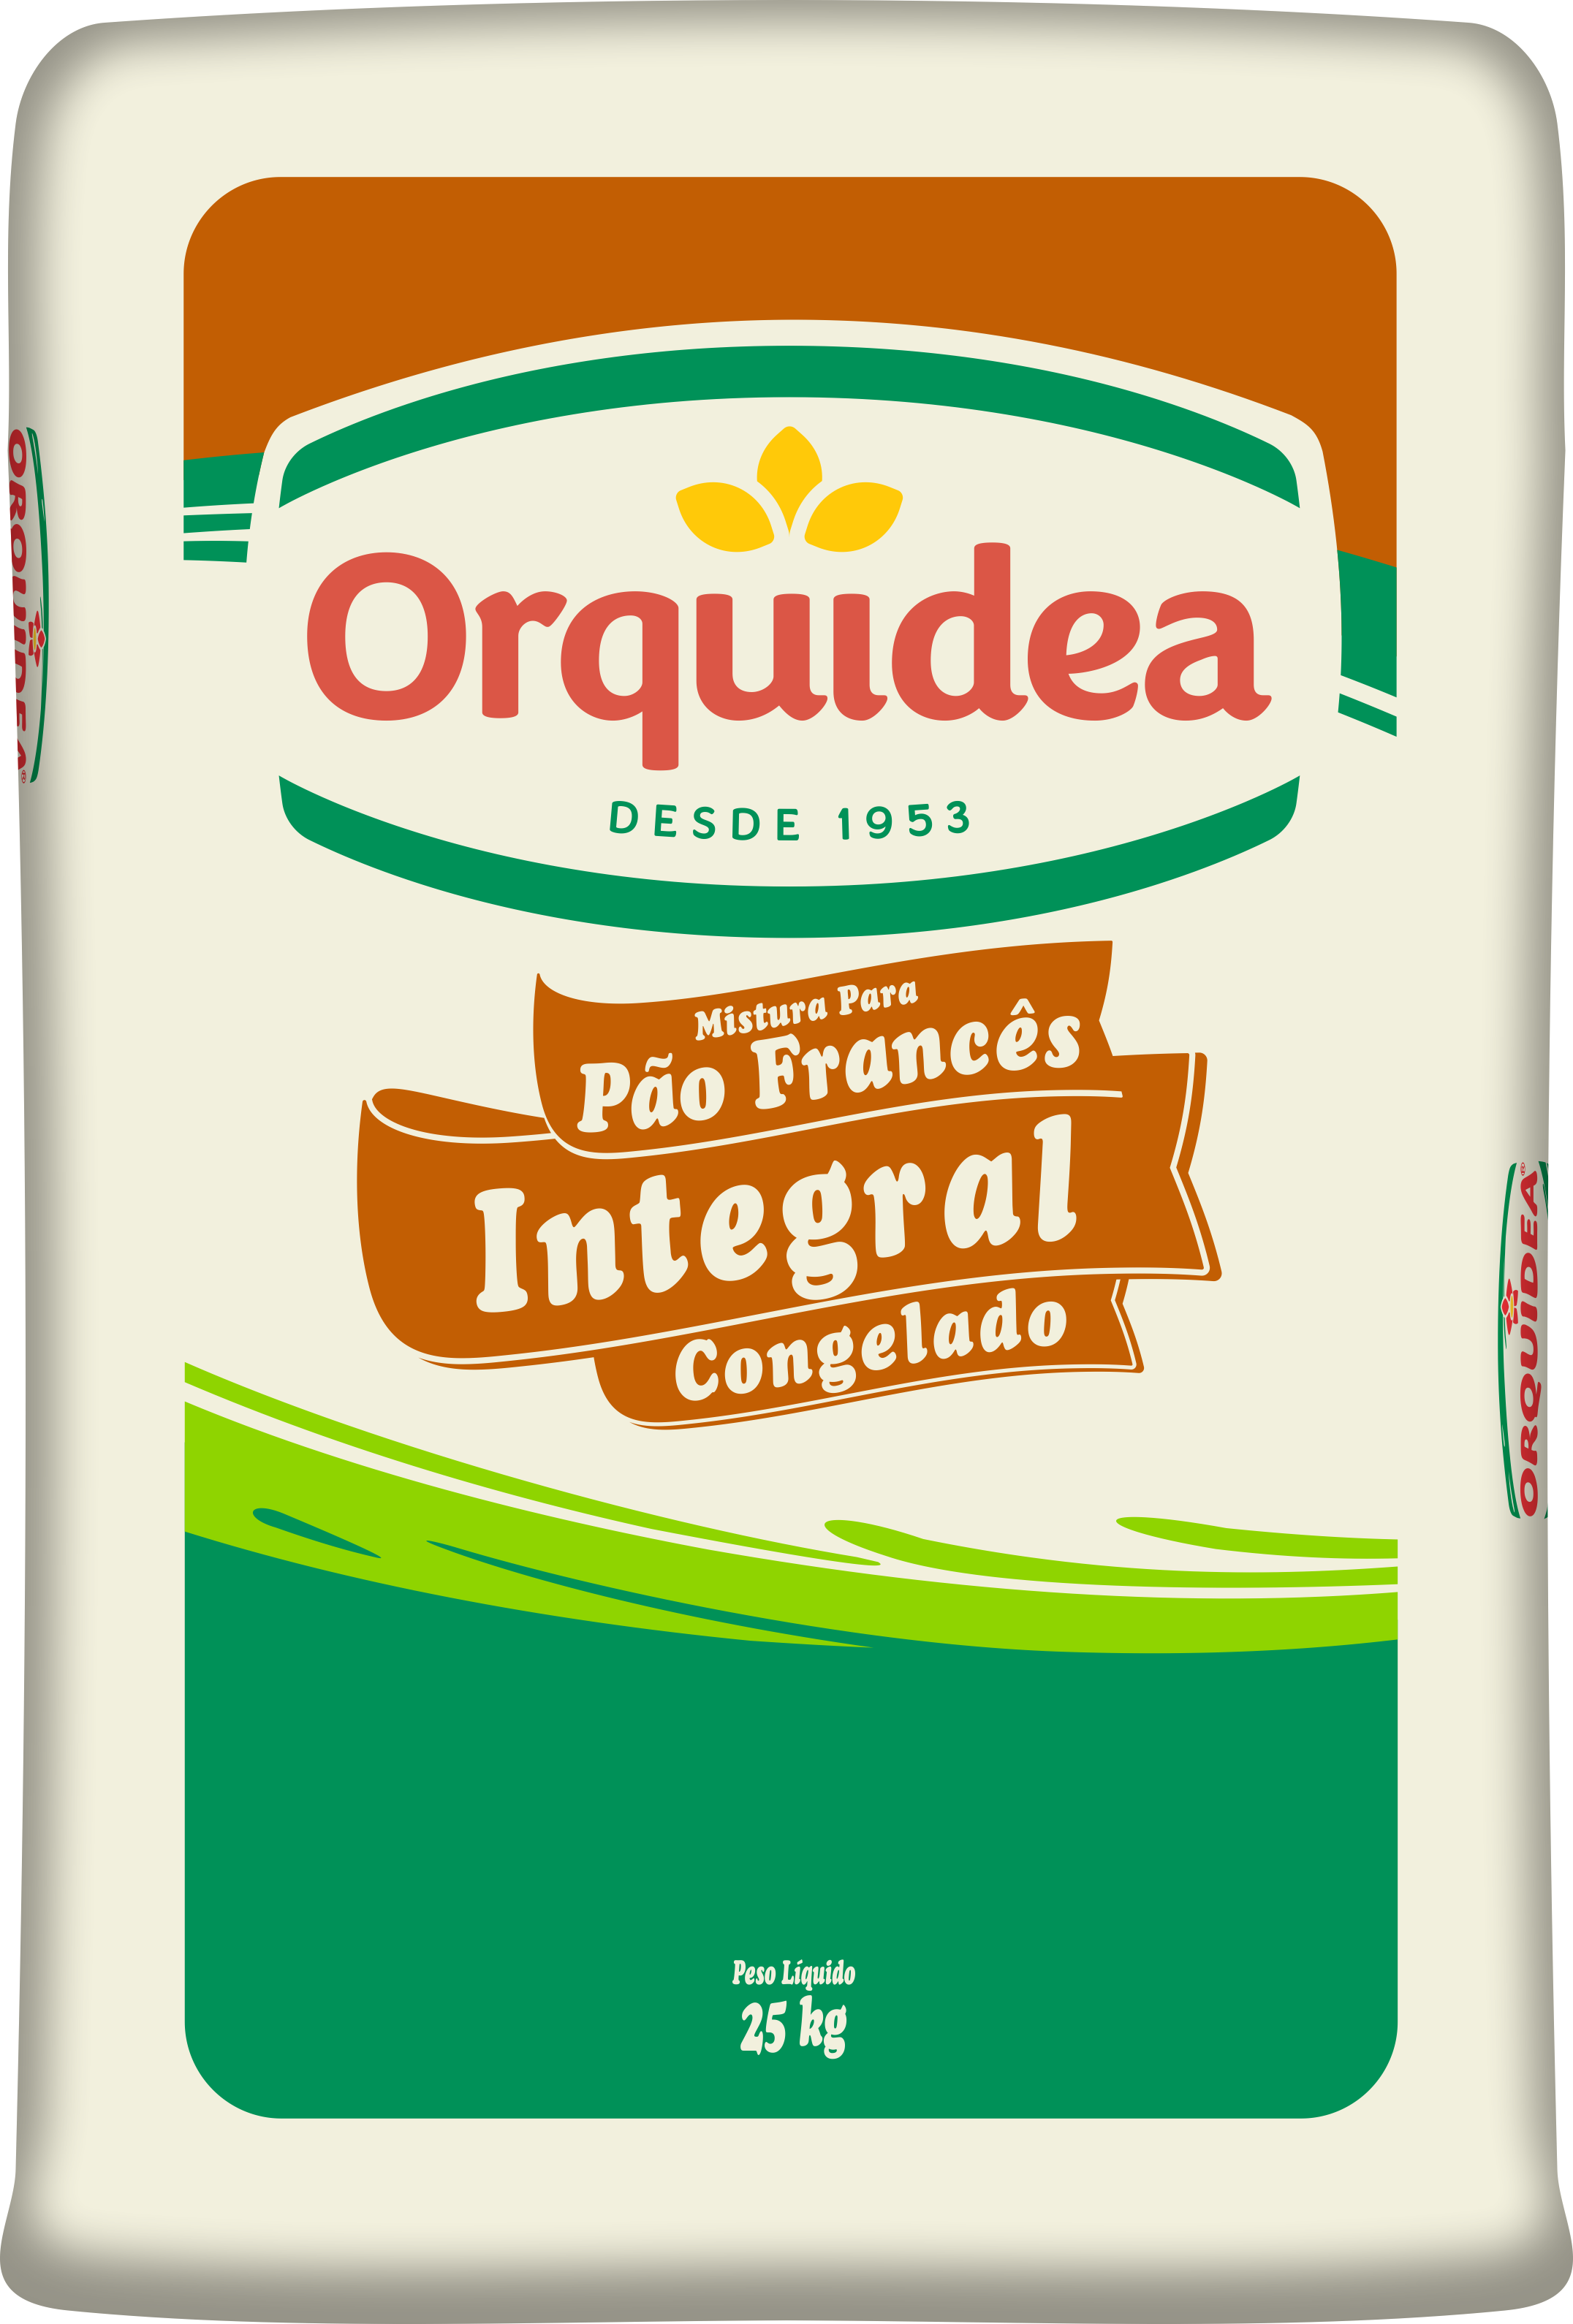 Orquidea
DESDE 1953
Mistura Para
Pão Francês
Integral
Congelado
Peso Líquido
25 kg
ORQUIDEA®
ORQUIDEA®